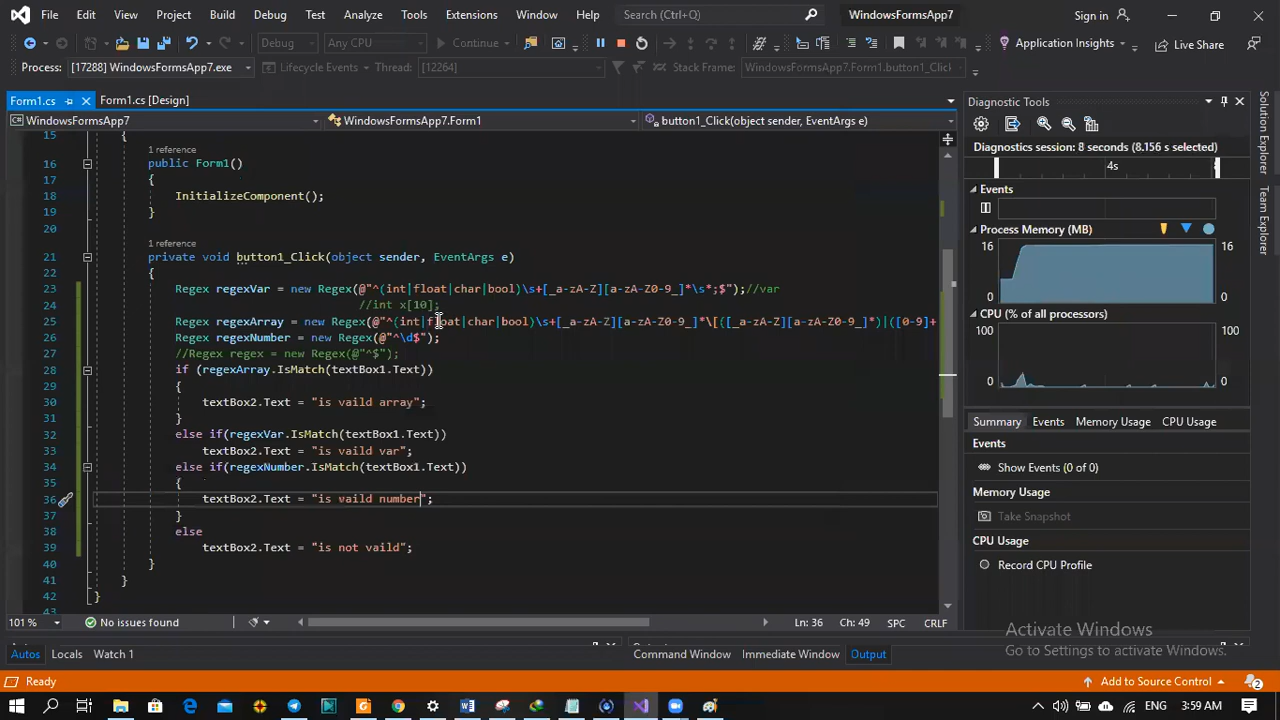 File Edit View Project Build Debug Test Analyze Tools Extensions Window Help Search (Ctrl+Q) WindowsFormsApp7 Sign in
Debug Any CPU Continue Application Insights Live Share
Process: [17288] WindowsFormsApp7.exe Lifecycle Events Thread: [12264] Stack Frame: WindowsFormsApp7.Form1.button1_Click
Form1.cs Form1.cs [Design]
WindowsFormsApp7 WindowsFormsApp7.Form1 button1_Click(object sender, EventArgs e)
15 {
1 reference
16 public Form1()
17 {
18 InitializeComponent();
19 }
20
1 reference
21 private void button1_Click(object sender, EventArgs e)
22 {
23 Regex regexVar = new Regex(@"^(int|float|char|bool)\s+[_a-zA-Z][a-zA-Z0-9_]*\s*;$");//var
24 //int x[10];
25 Regex regexArray = new Regex(@"^(int|float|char|bool)\s+[_a-zA-Z][a-zA-Z0-9_]*\[([_a-zA-Z][a-zA-Z0-9_]*)|([0-9]+
26 Regex regexNumber = new Regex(@"^\d$");
27 //Regex regex = new Regex(@"^$");
28 if (regexArray.IsMatch(textBox1.Text))
29 {
30 textBox2.Text = "is vaild array";
31 }
32 else if(regexVar.IsMatch(textBox1.Text))
33 textBox2.Text = "is vaild var";
34 else if(regexNumber.IsMatch(textBox1.Text))
35 {
36 textBox2.Text = "is vaild number";
37 }
38 else
39 textBox2.Text = "is not vaild";
40 }
41 }
42 }
43
101 % No issues found Ln: 36 Ch: 49 SPC CRLF
Autos Locals Watch 1 Command Window Immediate Window Output
Ready Add to Source Control 2
Diagnostic Tools
Diagnostics session: 8 seconds (8.156 s selected)
4s
Events
Process Memory (MB)
16 16
0 0
CPU (% of all processors)
100 100
0 0
Summary Events Memory Usage CPU Usage
Events
Show Events (0 of 0)
Memory Usage
Take Snapshot
CPU Usage
Record CPU Profile
Solution Explorer
Team Explorer
Activate Windows
Go to Settings to activate Windows.
ENG 3:59 AM